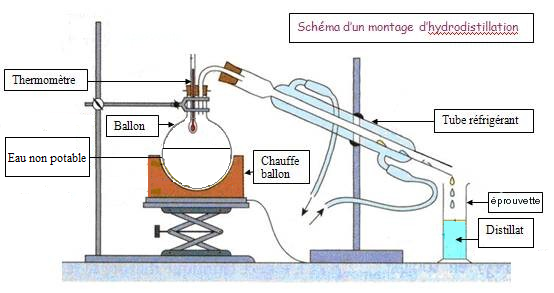 Schéma d'un montage d'hydrodistillation
Thermomètre
Ballon
Tube réfrigérant
Eau non potable
Chauffe
ballon
éprouvette
Distillat